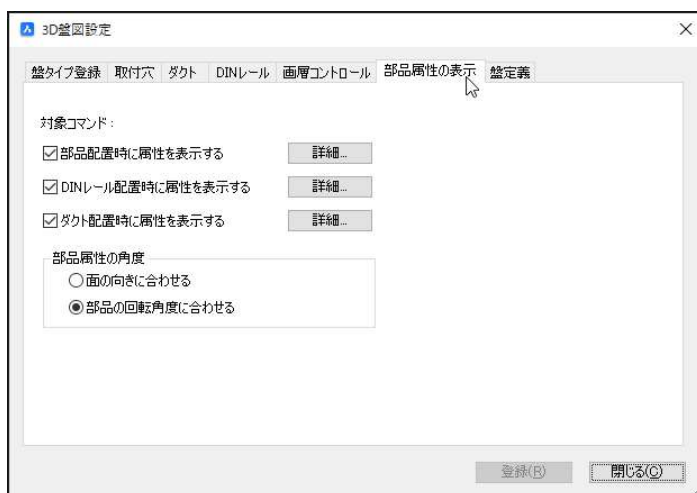 3D盤図設定
盤タイプ登録 取付穴 ダクト DINレール 画層コントロール 部品属性の表示 盤定義
対象コマンド：
部品配置時に属性を表示する 詳細...
DINレール配置時に属性を表示する 詳細...
ダクト配置時に属性を表示する 詳細...
部品属性の角度
面の向きに合わせる
部品の回転角度に合わせる
登録(R) 閉じる(C)